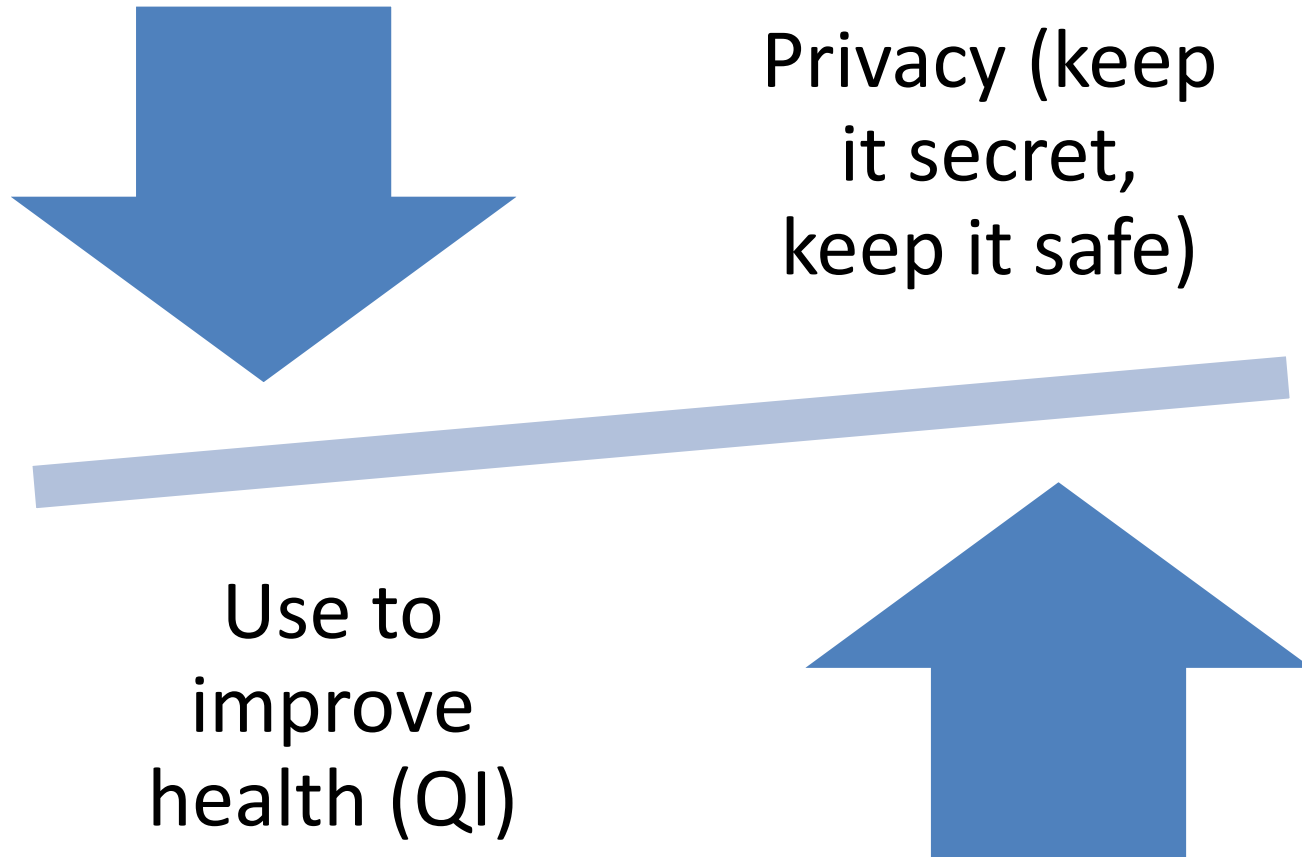 Privacy (keep
it secret,
keep it safe)
Use to
improve
health (QI)